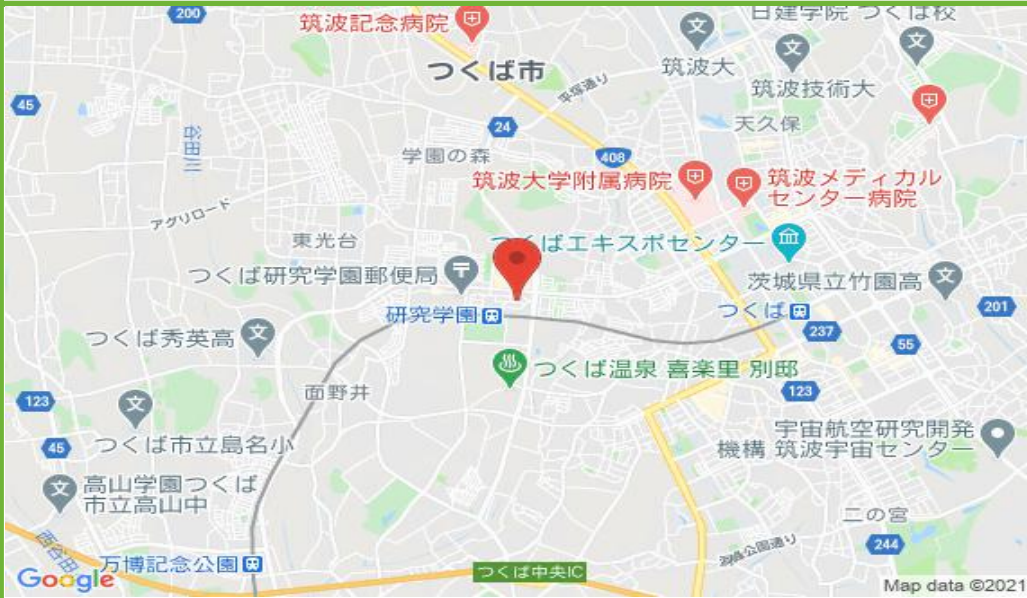 200
筑波記念病院
日建学院 つくば校
つくば市
筑波大
平塚通り
筑波技術大
45
谷田川
24
天久保
学園の森
408
筑波大学附属病院
筑波メディカル
センター病院
アグリロード
東光台
つくばエキスポセンター
つくば研究学園郵便局
茨城県立竹園高
研究学園
つくば
201
つくば秀英高
237
55
つくば温泉 喜楽里 別邸
面野井
123
123
つくば市立島名小
宇宙航空研究開発
機構 筑波宇宙センター
45
高山学園つくば
市立高山中
二の宮
西谷田
洞峰公園通り
244
万博記念公園
つくば中央IC
Google
Map data ©2021